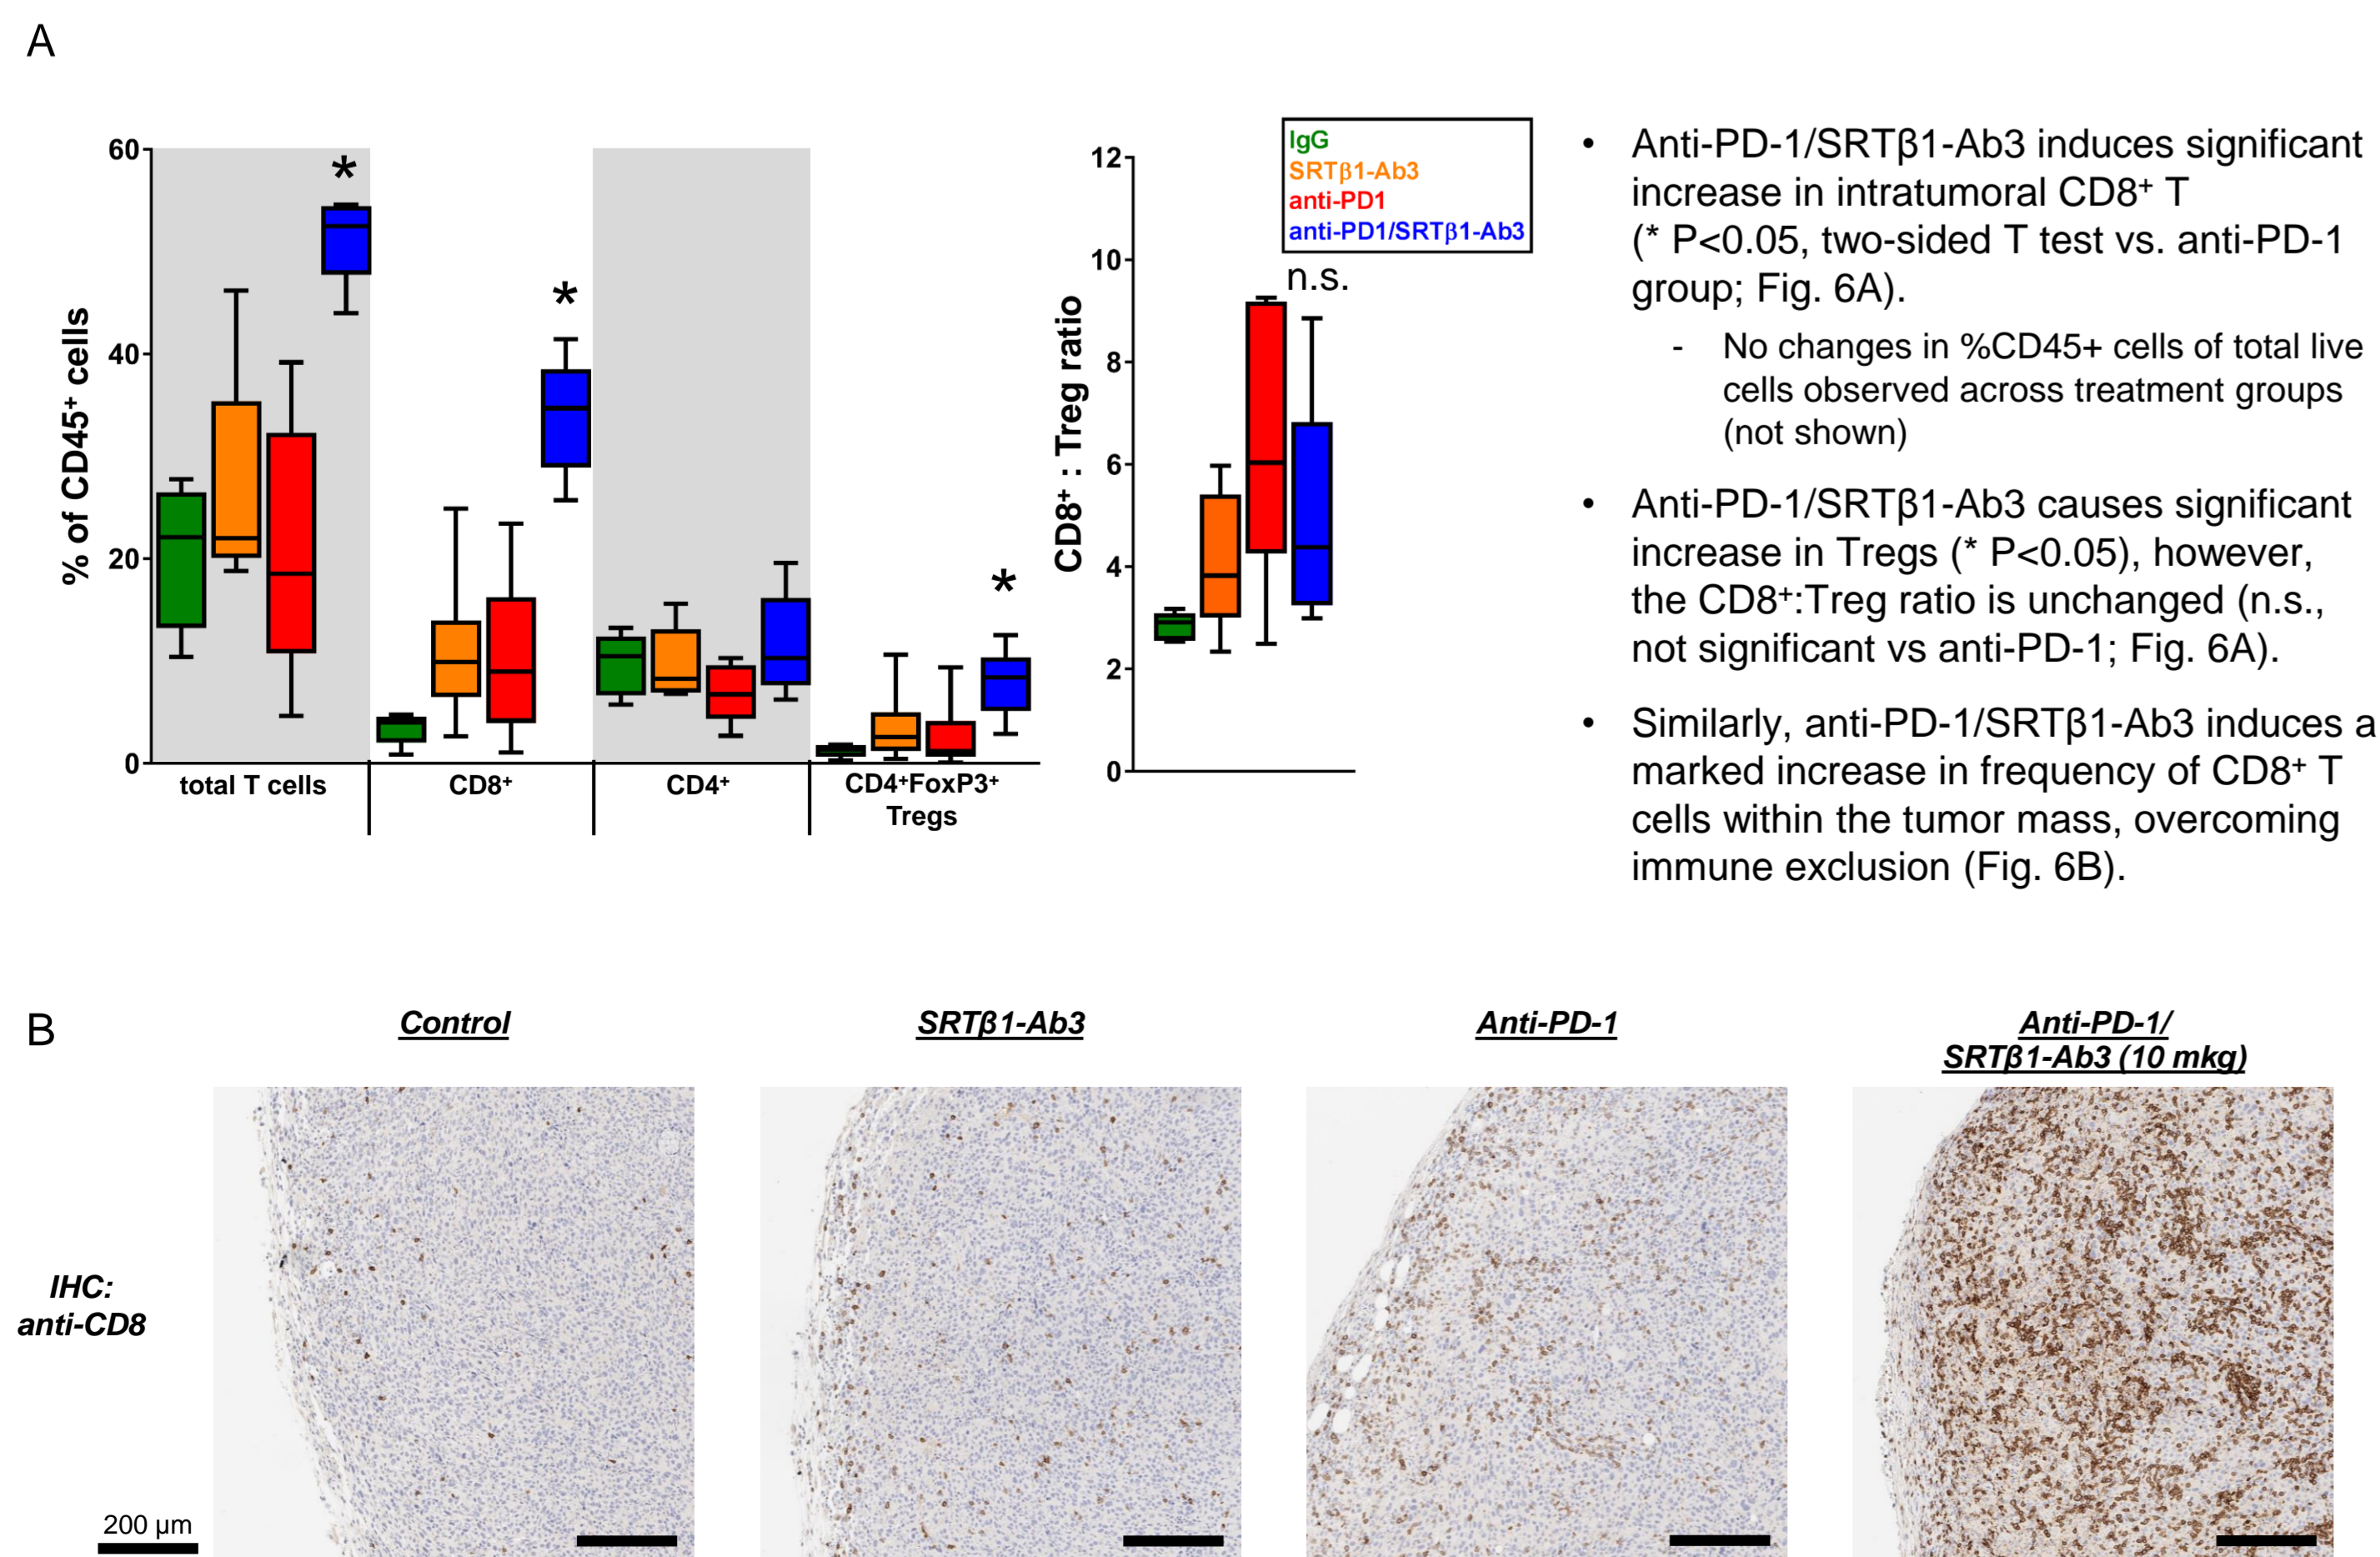 A
60
40
20
0
% of CD45⁺ cells
*
*
*
total T cells
CD8⁺
CD4⁺
CD4⁺FoxP3⁺
Tregs
12
10
8
6
4
2
0
CD8⁺ : Treg ratio
IgG
SRTβ1-Ab3
anti-PD1
anti-PD1/SRTβ1-Ab3
n.s.
• Anti-PD-1/SRTβ1-Ab3 induces significant
increase in intratumoral CD8⁺ T
(* P<0.05, two-sided T test vs. anti-PD-1
group; Fig. 6A).
- No changes in %CD45+ cells of total live
cells observed across treatment groups
(not shown)
• Anti-PD-1/SRTβ1-Ab3 causes significant
increase in Tregs (* P<0.05), however,
the CD8⁺:Treg ratio is unchanged (n.s.,
not significant vs anti-PD-1; Fig. 6A).
• Similarly, anti-PD-1/SRTβ1-Ab3 induces a
marked increase in frequency of CD8⁺ T
cells within the tumor mass, overcoming
immune exclusion (Fig. 6B).
B
Control
SRTβ1-Ab3
Anti-PD-1
Anti-PD-1/
SRTβ1-Ab3 (10 mkg)
IHC:
anti-CD8
200 µm